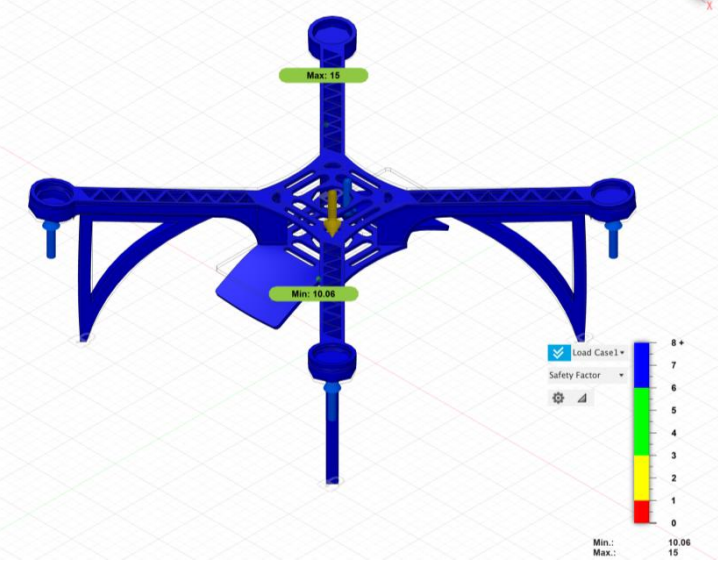 X
Max: 15
Min: 10.06
Load Case1
Safety Factor
8 +
7
6
5
4
3
2
1
0
Min.: 10.06
Max.: 15